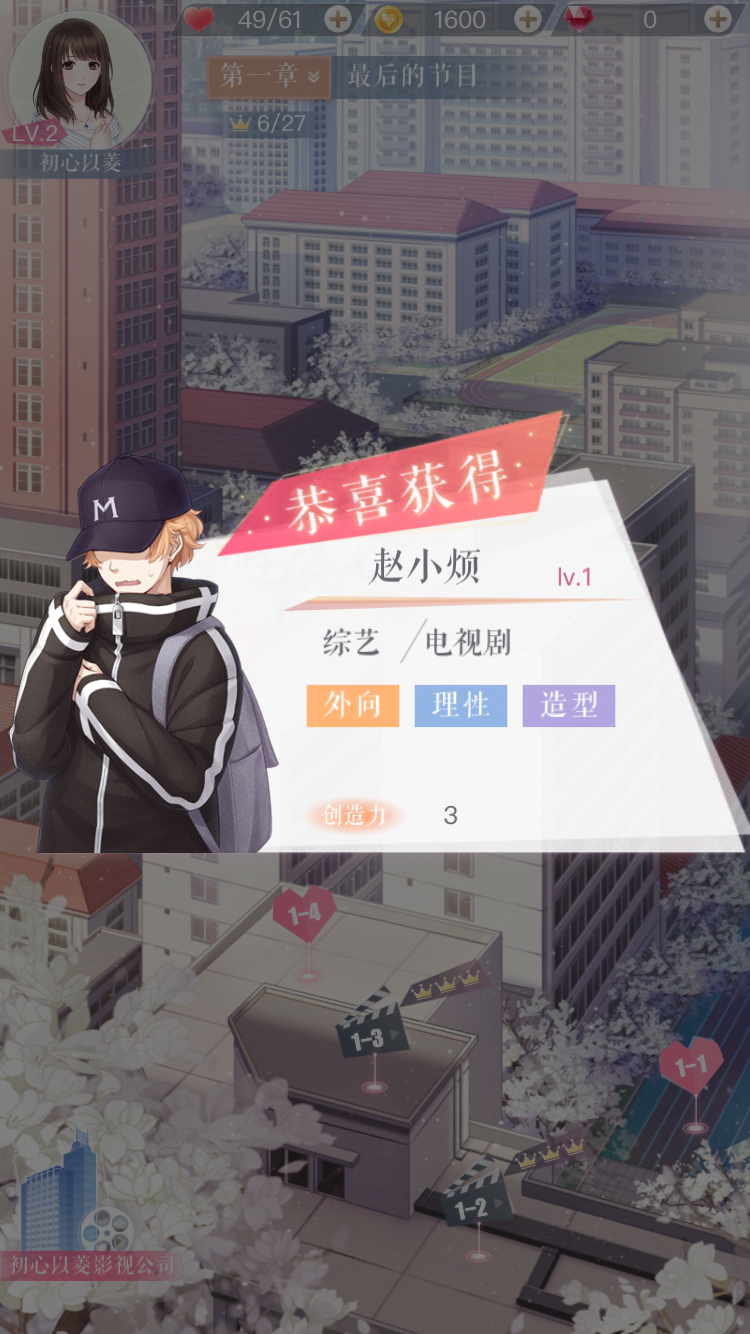 49/61
1600
0
第一章
最后的节目
6/27
LV.2
初心以菱
M
恭喜获得
赵小烦
lv.1
综艺／电视剧
外向
理性
造型
创造力 3
1-4
1-3
1-1
1-2
初心以菱影视公司